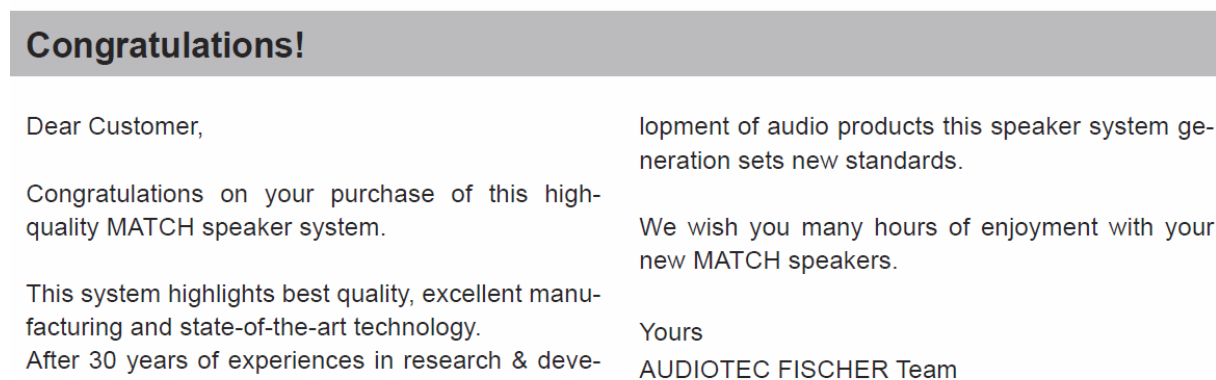 Congratulations!
Dear Customer,
Congratulations on your purchase of this high-
quality MATCH speaker system.
This system highlights best quality, excellent manu-
facturing and state-of-the-art technology.
After 30 years of experiences in research & deve-
lopment of audio products this speaker system ge-
neration sets new standards.
We wish you many hours of enjoyment with your
new MATCH speakers.
Yours
AUDIOTEC FISCHER Team